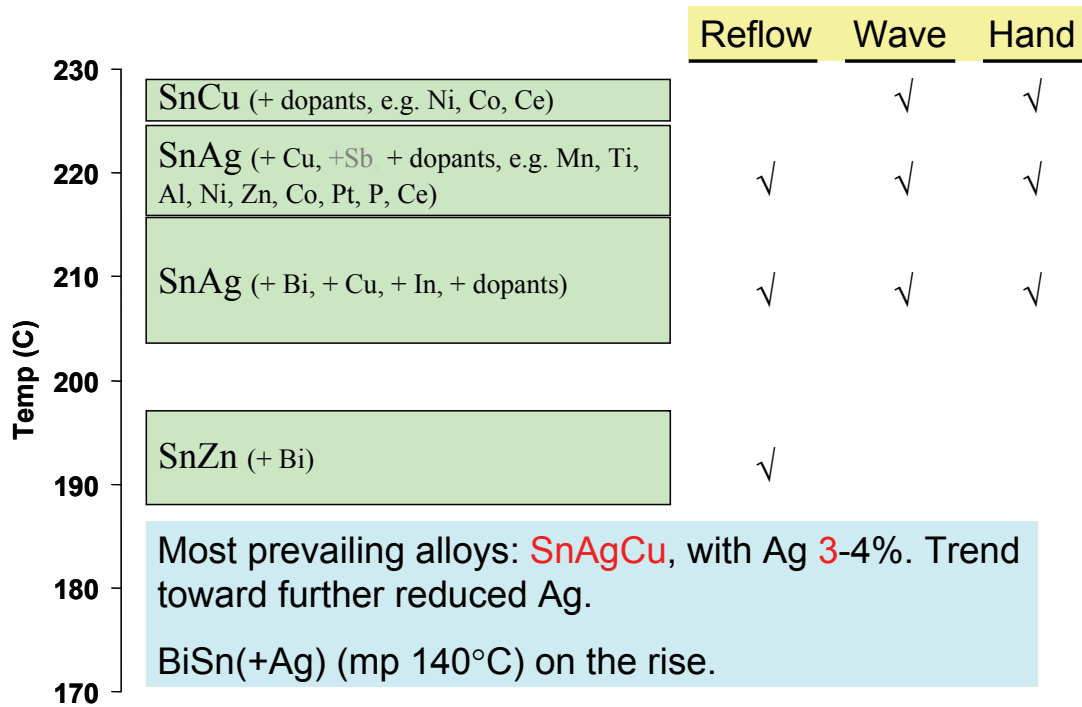 Reflow Wave Hand
230
SnCu (+ dopants, e.g. Ni, Co, Ce) √ √
SnAg (+ Cu, +Sb, + dopants, e.g. Mn, Ti,
220
Al, Ni, Zn, Co, Pt, P, Ce) √ √ √
210
SnAg (+ Bi, + Cu, + In, + dopants) √ √ √
Temp (C)
200
SnZn (+ Bi) √
190
Most prevailing alloys: SnAgCu, with Ag 3-4%. Trend
180
toward further reduced Ag.
BiSn(+Ag) (mp 140°C) on the rise.
170